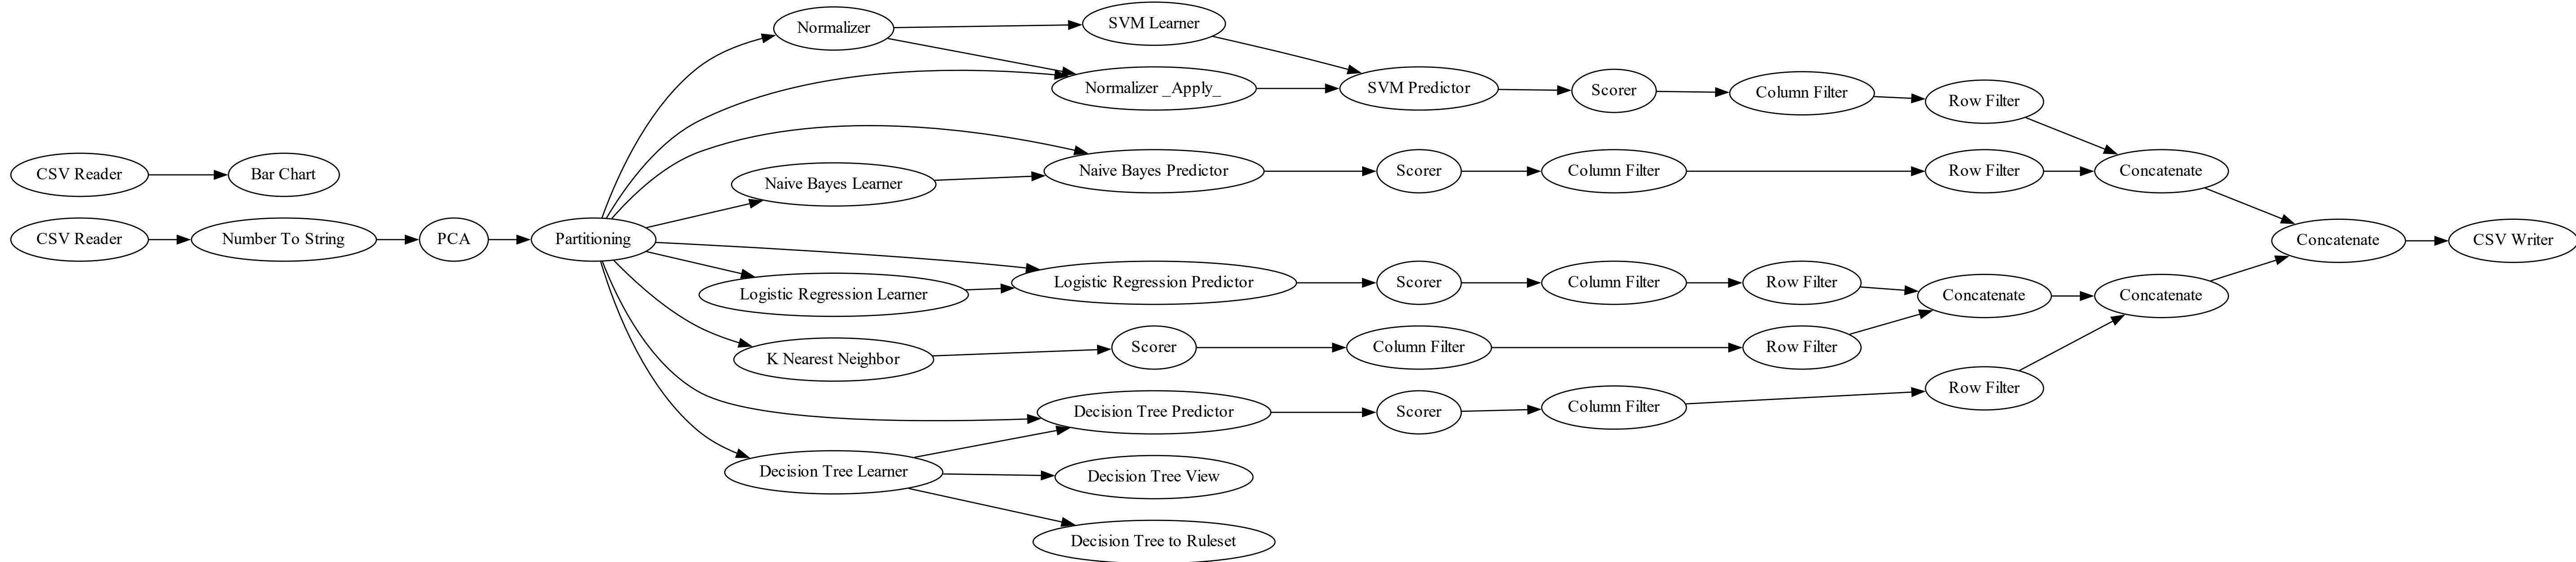 Normalizer
SVM Learner
Normalizer _Apply_
SVM Predictor
Scorer
Column Filter
Row Filter
CSV Reader
Bar Chart
Naive Bayes Learner
Naive Bayes Predictor
Scorer
Column Filter
Row Filter
Concatenate
CSV Reader
Number To String
PCA
Partitioning
Concatenate
CSV Writer
Logistic Regression Learner
Logistic Regression Predictor
Scorer
Column Filter
Row Filter
Concatenate
Concatenate
K Nearest Neighbor
Scorer
Column Filter
Row Filter
Decision Tree Predictor
Scorer
Column Filter
Row Filter
Decision Tree Learner
Decision Tree View
Decision Tree to Ruleset